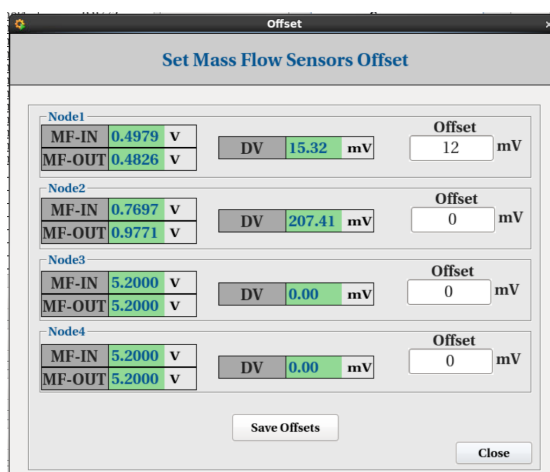 Offset
Set Mass Flow Sensors Offset
Node1
MF-IN 0.4979 V
MF-OUT 0.4826 V
DV 15.32 mV
Offset
12 mV
Node2
MF-IN 0.7697 V
MF-OUT 0.9771 V
DV 207.41 mV
Offset
0 mV
Node3
MF-IN 5.2000 V
MF-OUT 5.2000 V
DV 0.00 mV
Offset
0 mV
Node4
MF-IN 5.2000 V
MF-OUT 5.2000 V
DV 0.00 mV
Offset
0 mV
Save Offsets
Close